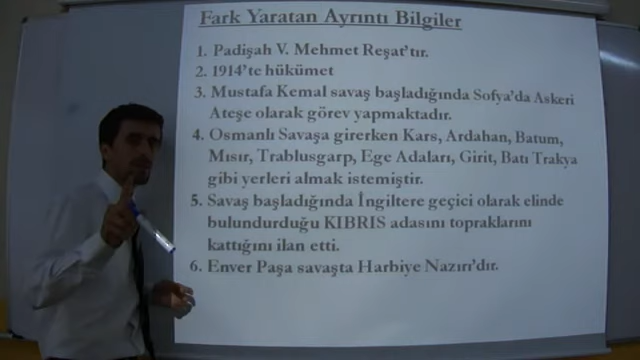 Fark Yaratan Ayrıntı Bilgiler
1. Padişah V. Mehmet Reşat'tır.
2. 1914'te hükümet
3. Mustafa Kemal savaş başladığında Sofya'da Askeri
Ateşe olarak görev yapmaktadır.
4. Osmanlı Savaşa girerken Kars, Ardahan, Batum,
Mısır, Trablusgarp, Ege Adaları, Girit, Batı Trakya
gibi yerleri almak istemiştir.
5. Savaş başladığında İngiltere geçici olarak elinde
bulundurduğu KIBRIS adasını topraklarını
kattığını ilan etti.
6. Enver Paşa savaşta Harbiye Nazırı'dır.